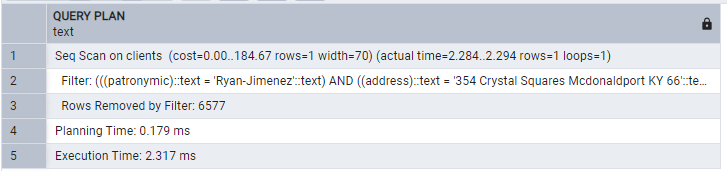 QUERY PLAN
text
1 Seq Scan on clients (cost=0.00..184.67 rows=1 width=70) (actual time=2.284..2.294 rows=1 loops=1)
2 Filter: (((patronymic)::text = 'Ryan-Jimenez'::text) AND ((address)::text = '354 Crystal Squares Mcdonaldport KY 66'::te...
3 Rows Removed by Filter: 6577
4 Planning Time: 0.179 ms
5 Execution Time: 2.317 ms